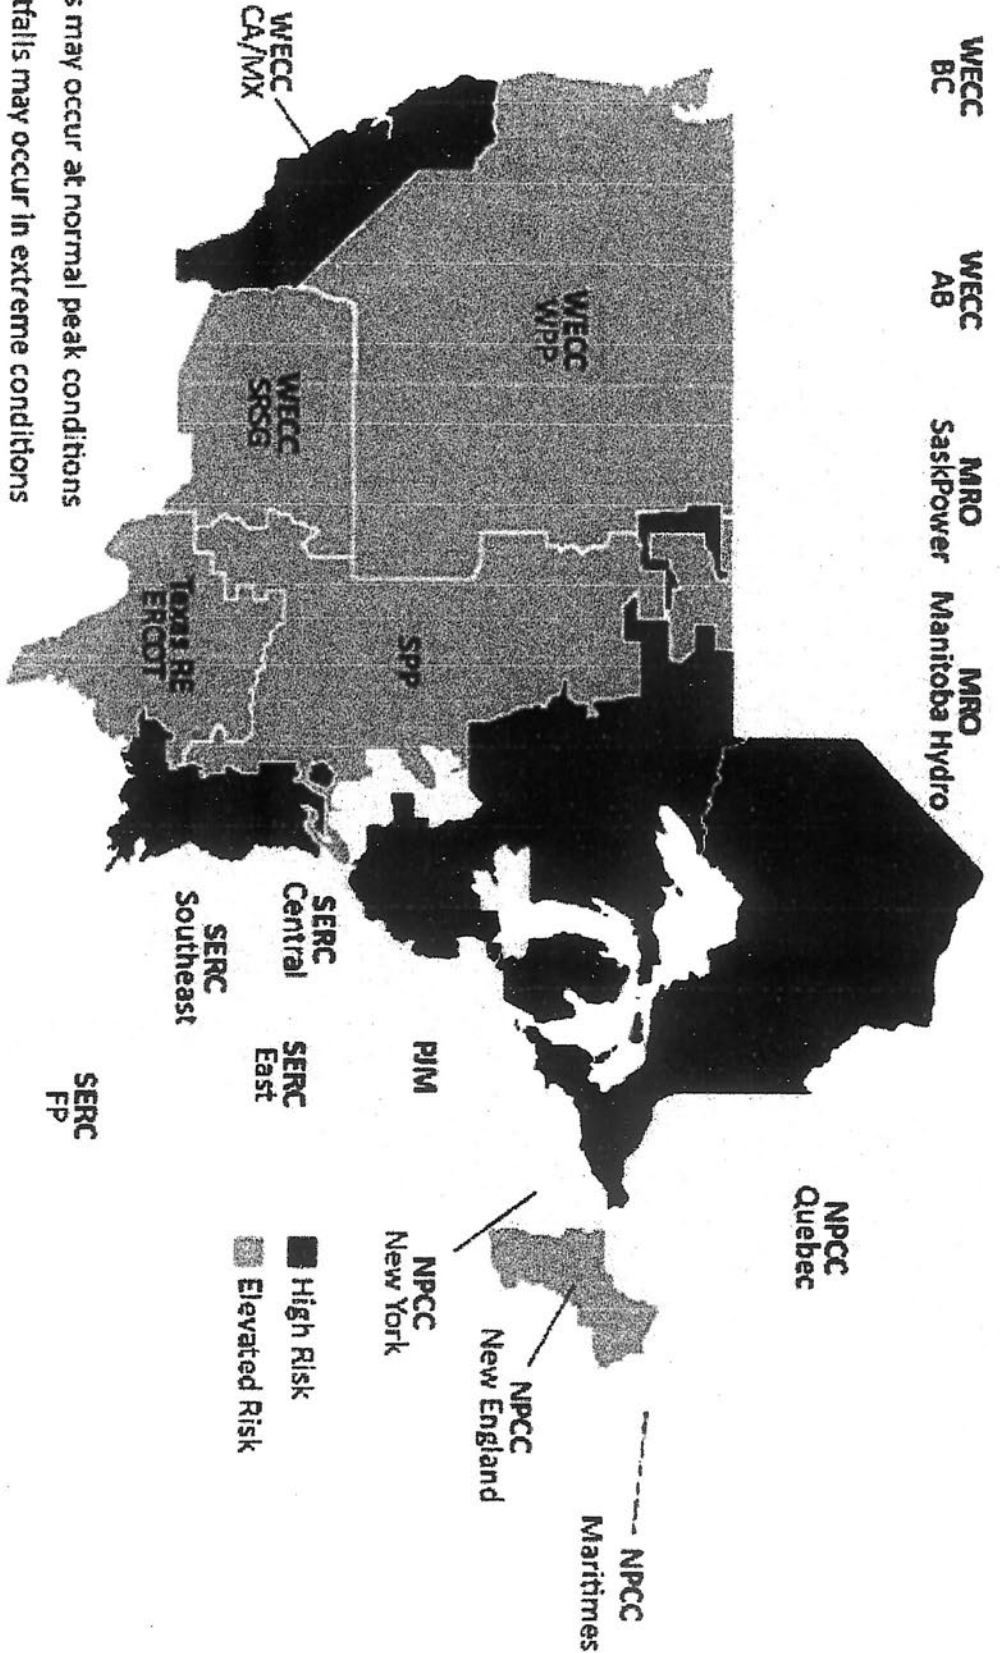 WECC
BC
WECC
AB
MRO
SaskPower
MRO
Manitoba Hydro
NPCC
Quebec
WECC
WPP
NPCC
Maritimes
NPCC
New England
NPCC
New York
SPP
PJM
WECC
CA/MX
WECC
SRSG
SERC
Central
SERC
East
Texas RE
ERCOT
SERC
Southeast
SERC
FP
High Risk
Elevated Risk
may occur at normal peak conditions
may occur in extreme conditions